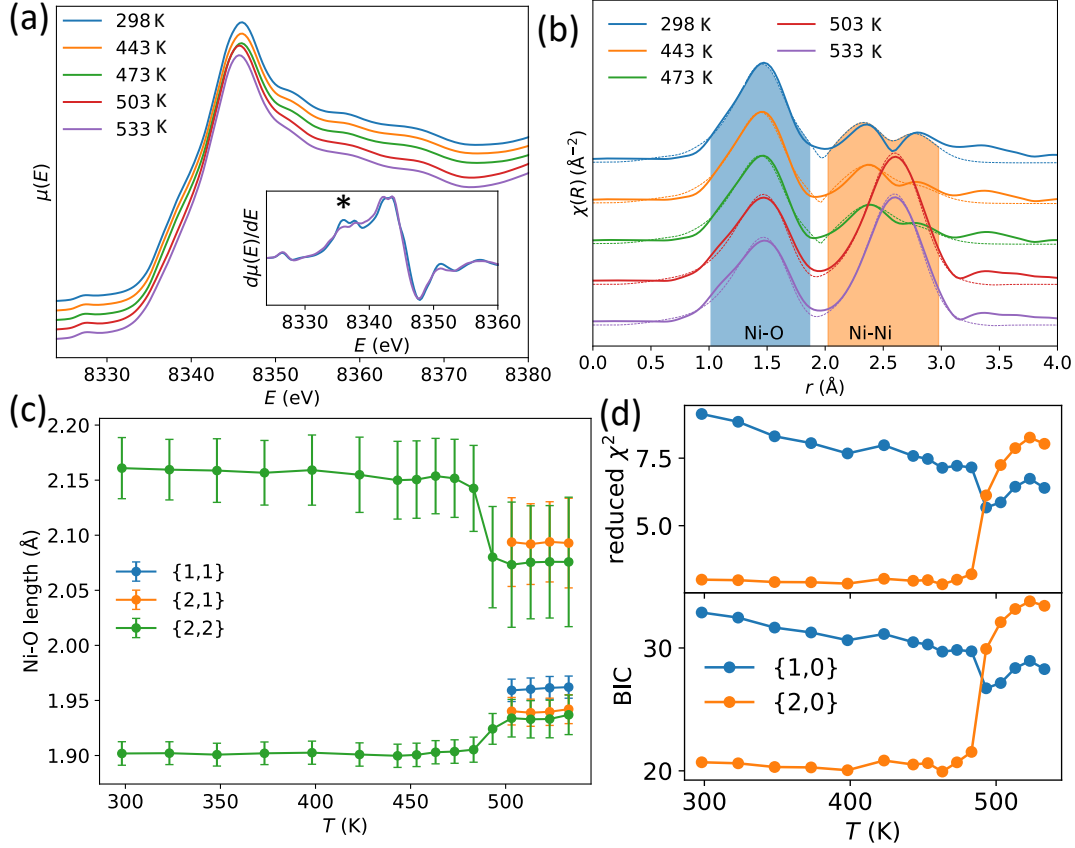 (a)
298 K
443 K
473 K
503 K
533 K
μ(E)
*
dμ(E)/dE
8330 8340 8350 8360
E (eV)
8330 8340 8350 8360 8370 8380
E (eV)
(b)
298 K
443 K
473 K
503 K
533 K
χ(R) (Å⁻²)
Ni-O
Ni-Ni
0.0 0.5 1.0 1.5 2.0 2.5 3.0 3.5 4.0
r (Å)
(c)
2.20
2.15
2.10
2.05
2.00
1.95
1.90
Ni-O length (Å)
{1,1}
{2,1}
{2,2}
300 350 400 450 500
T (K)
(d)
7.5
5.0
reduced χ²
30
20
BIC
{1,0}
{2,0}
300 400 500
T (K)